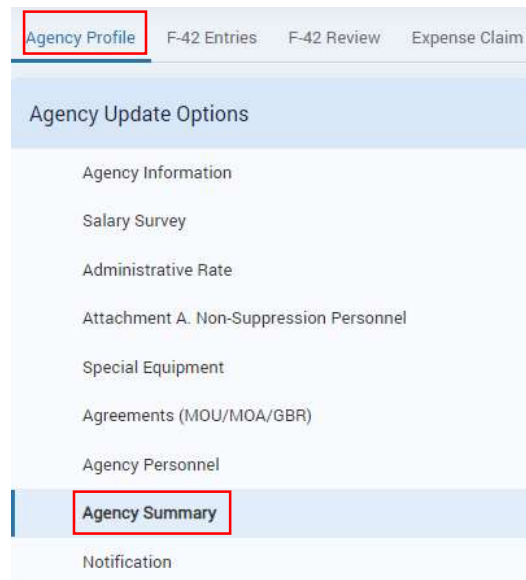 Agency Profile F-42 Entries F-42 Review Expense Claim
Agency Update Options
Agency Information
Salary Survey
Administrative Rate
Attachment A. Non-Suppression Personnel
Special Equipment
Agreements (MOU/MOA/GBR)
Agency Personnel
Agency Summary
Notification